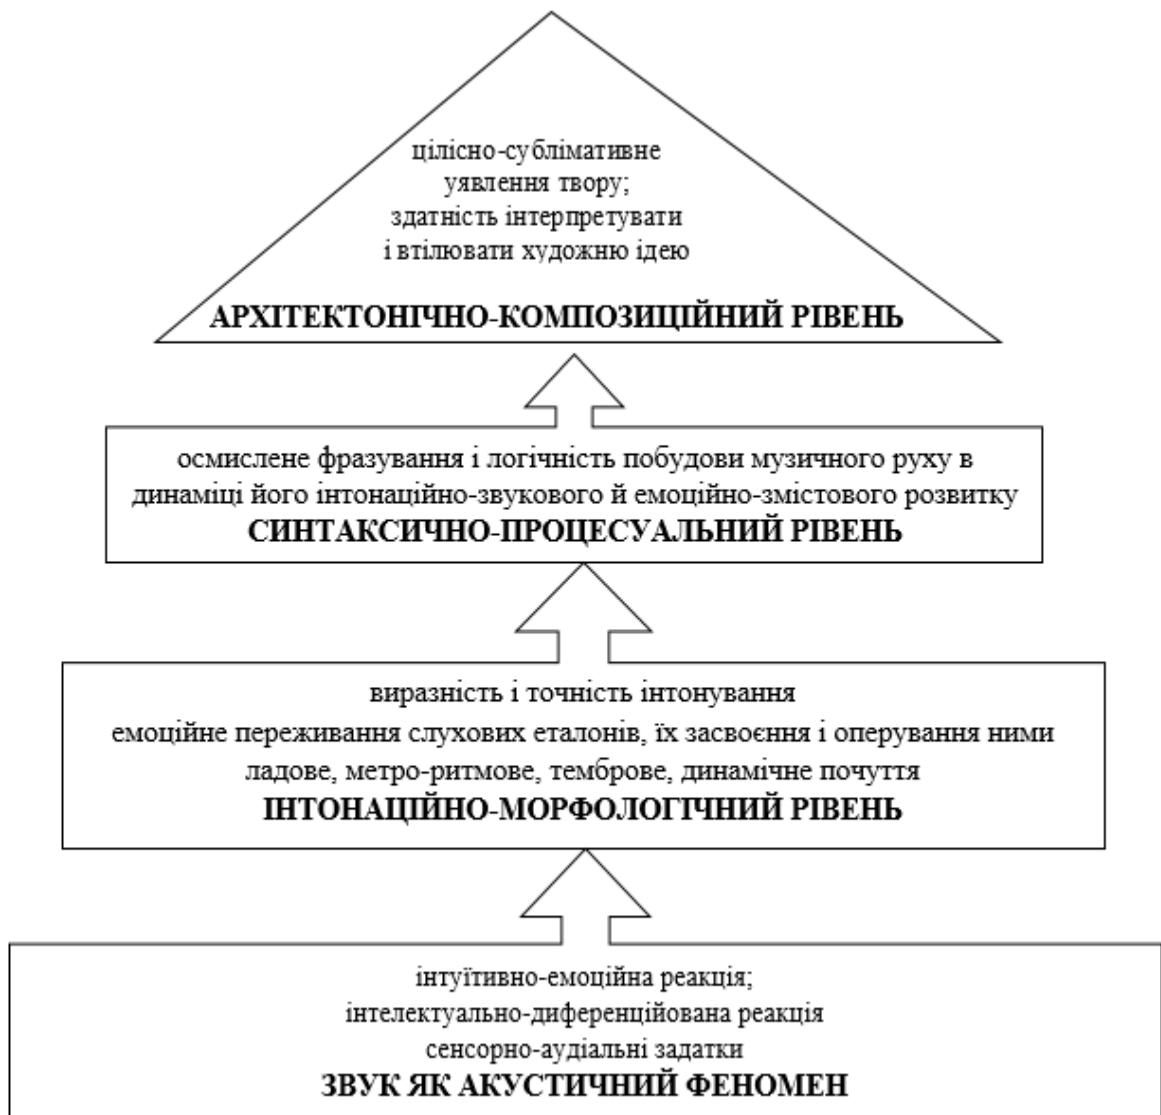 цілісно-сублімативне
уявлення твору;
здатність інтерпретувати
і втілювати художню ідею
АРХІТЕКТОНІЧНО-КОМПОЗИЦІЙНИЙ РІВЕНЬ
осмислене фразування і логічність побудови музичного руху в
динаміці його інтонаційно-звукового й емоційно-змістового розвитку
СИНТАКСИЧНО-ПРОЦЕСУАЛЬНИЙ РІВЕНЬ
виразність і точність інтонування
емоційне переживання слухових еталонів, їх засвоєння і оперування ними
ладове, метро-ритмове, темброве, динамічне почуття
ІНТОНАЦІЙНО-МОРФОЛОГІЧНИЙ РІВЕНЬ
інтуїтивно-емоційна реакція;
інтелектуально-диференційована реакція
сенсорно-аудіальні задатки
ЗВУК ЯК АКУСТИЧНИЙ ФЕНОМЕН